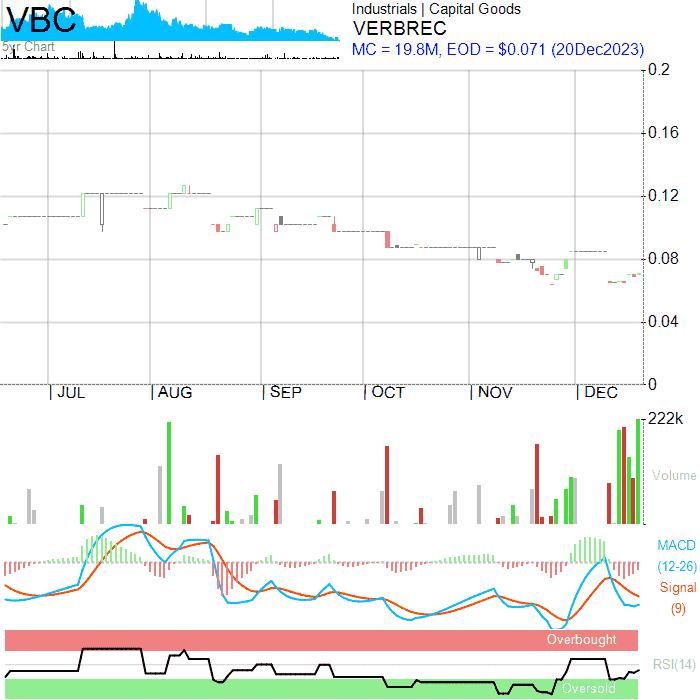 VBC
Industrials | Capital Goods
VERBREC
5yr Chart
MC = 19.8M, EOD = $0.071 (20Dec2023)
0.2
0.16
0.12
0.08
0.04
0
JUL AUG SEP OCT NOV DEC
222k
Volume
MACD
(12-26)
Signal
(9)
Overbought
RSI(14)
Oversold